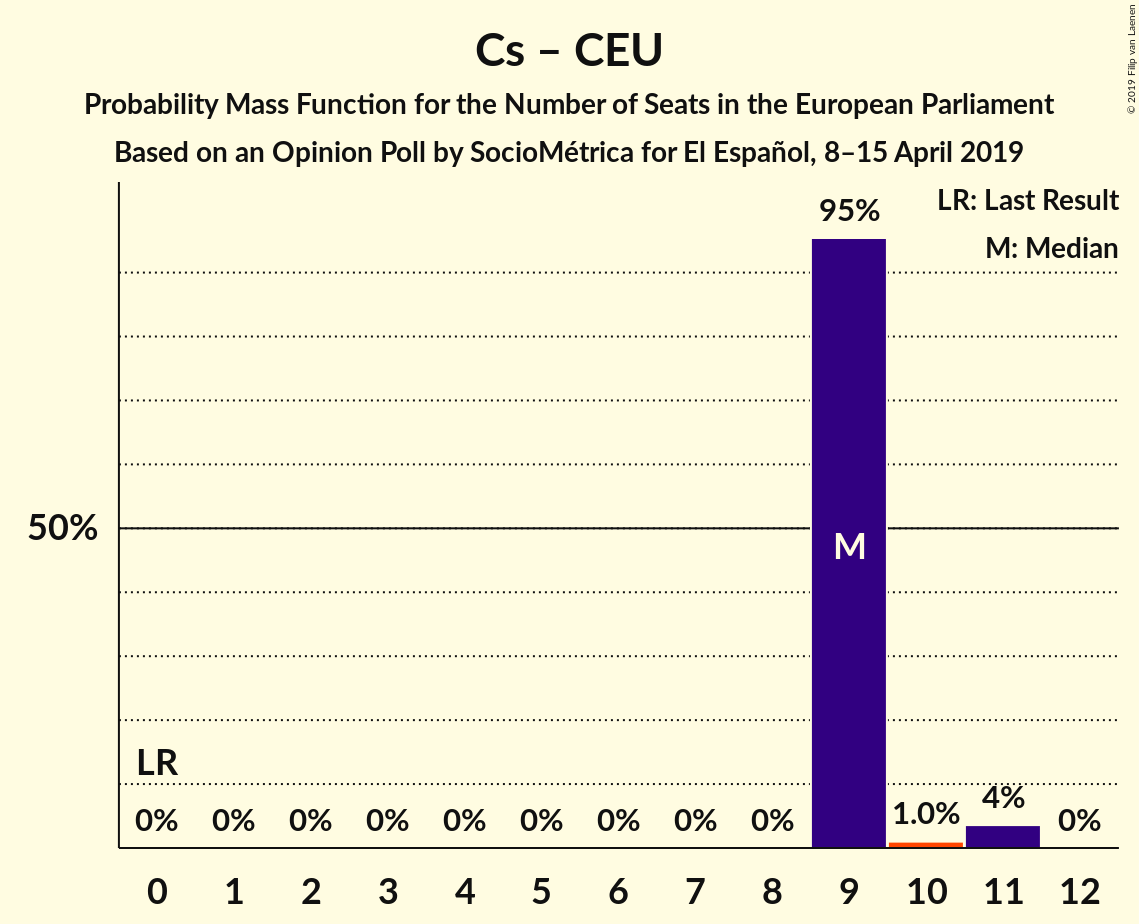 Cs – CEU
Probability Mass Function for the Number of Seats in the European Parliament
Based on an Opinion Poll by SocioMétrica for El Español, 8–15 April 2019
© 2019 Filip van Laenen
LR: Last Result
M: Median
95%
50%
M
LR
0% 0% 0% 0% 0% 0% 0% 0% 0% 1.0% 4% 0%
0 1 2 3 4 5 6 7 8 9 10 11 12